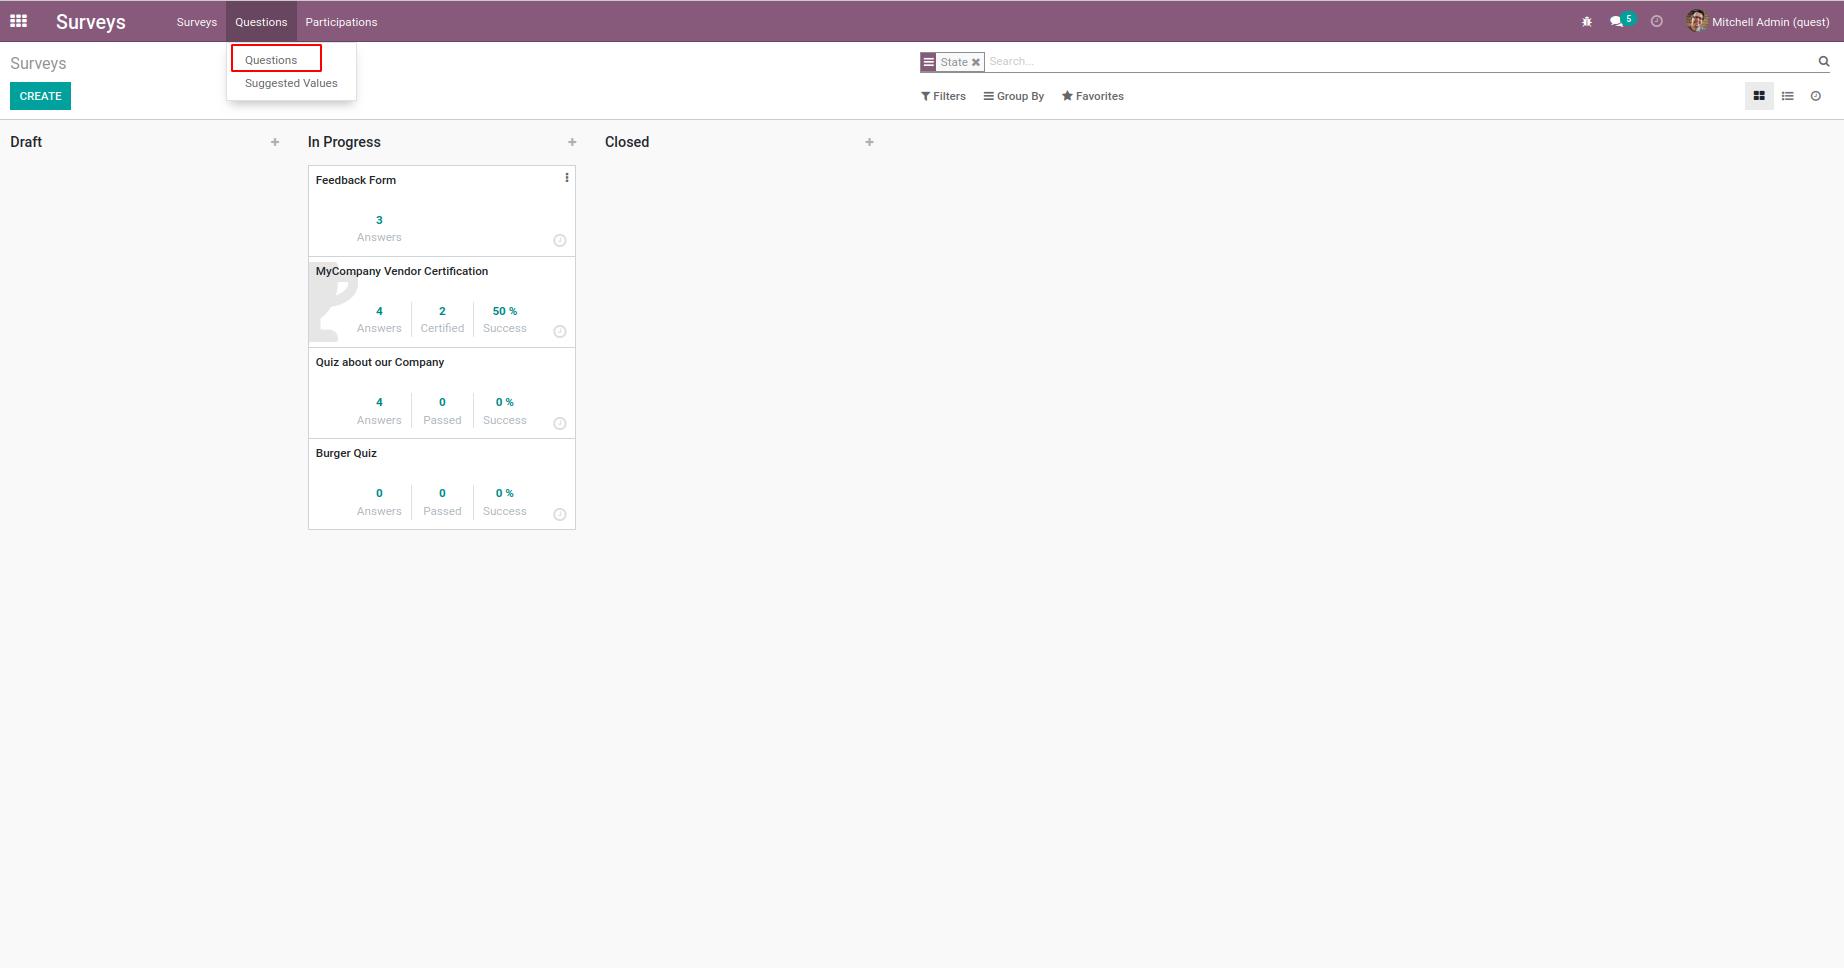 Surveys
Surveys Questions Participations
5
Mitchell Admin (quest)
Surveys
Questions
Suggested Values
CREATE
State Search...
Filters Group By Favorites
Draft
In Progress
Closed
Feedback Form
3
Answers
MyCompany Vendor Certification
4 2 50 %
Answers Certified Success
Quiz about our Company
4 0 0 %
Answers Passed Success
Burger Quiz
0 0 0 %
Answers Passed Success